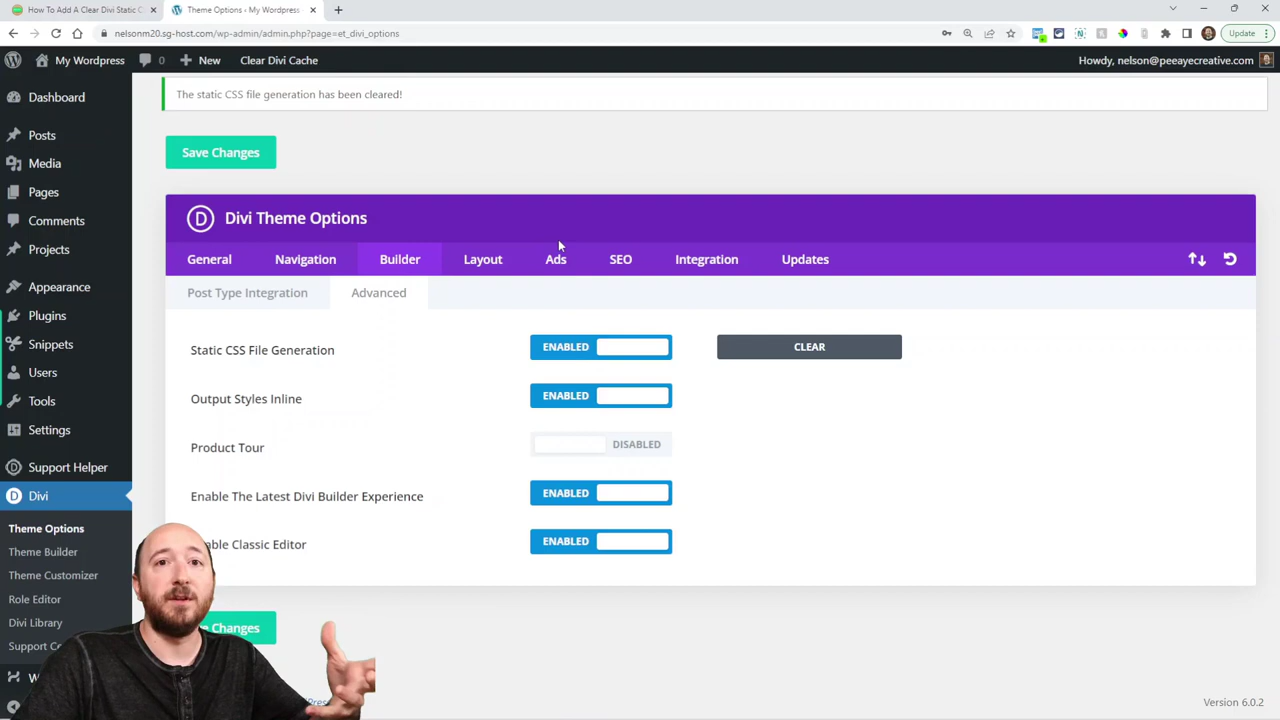 How To Add A Clear Divi Static C
Theme Options ‹ My Wordpress
nelsonm20.sg-host.com/wp-admin/admin.php?page=et_divi_options
Update
My Wordpress
0
New
Clear Divi Cache
Howdy, nelson@peeayecreative.com
Dashboard
Posts
Media
Pages
Comments
Projects
Appearance
Plugins
Snippets
Users
Tools
Settings
Support Helper
Divi
Theme Options
Theme Builder
Theme Customizer
Role Editor
Divi Library
Support
The static CSS file generation has been cleared!
Save Changes
D
Divi Theme Options
General
Navigation
Builder
Layout
Ads
SEO
Integration
Updates
Post Type Integration
Advanced
Static CSS File Generation
ENABLED
CLEAR
Output Styles Inline
ENABLED
Product Tour
DISABLED
Enable The Latest Divi Builder Experience
ENABLED
Classic Editor
ENABLED
Changes
Version 6.0.2